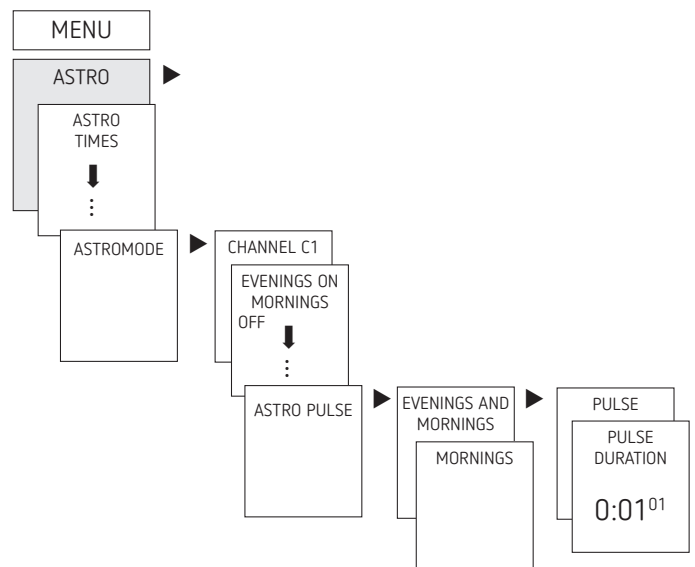 MENU
ASTRO
ASTRO
TIMES
ASTROMODE
CHANNEL C1
EVENINGS ON
MORNINGS
OFF
ASTRO PULSE
EVENINGS AND
MORNINGS
MORNINGS
PULSE
PULSE
DURATION
0:01⁰¹